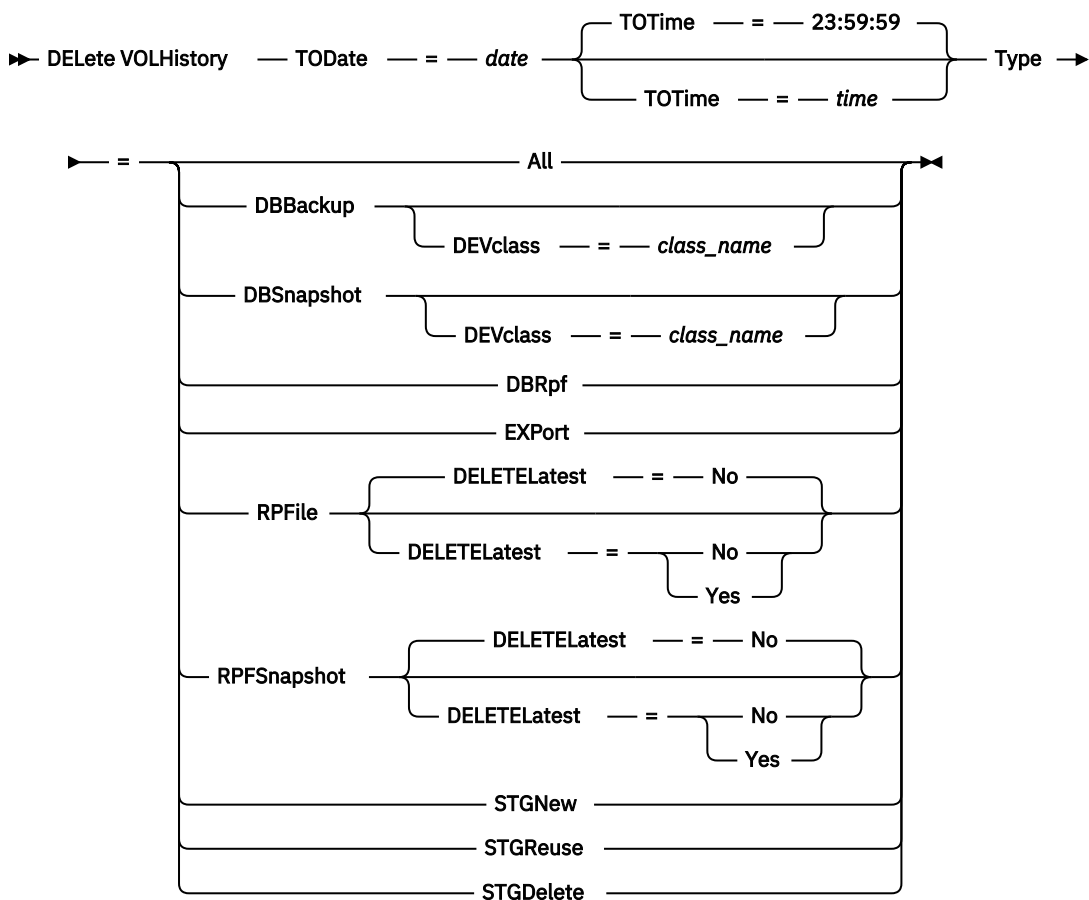 TOTime = 23:59:59
DELete VOLHistory TODate = date Type
TOTime = time
= All
DBBackup
DEVclass = class_name
DBSnapshot
DEVclass = class_name
DBRpf
EXPort
DELETELatest = No
RPFile
DELETELatest = No
Yes
DELETELatest = No
RPFSnapshot
DELETELatest = No
Yes
STGNew
STGReuse
STGDelete